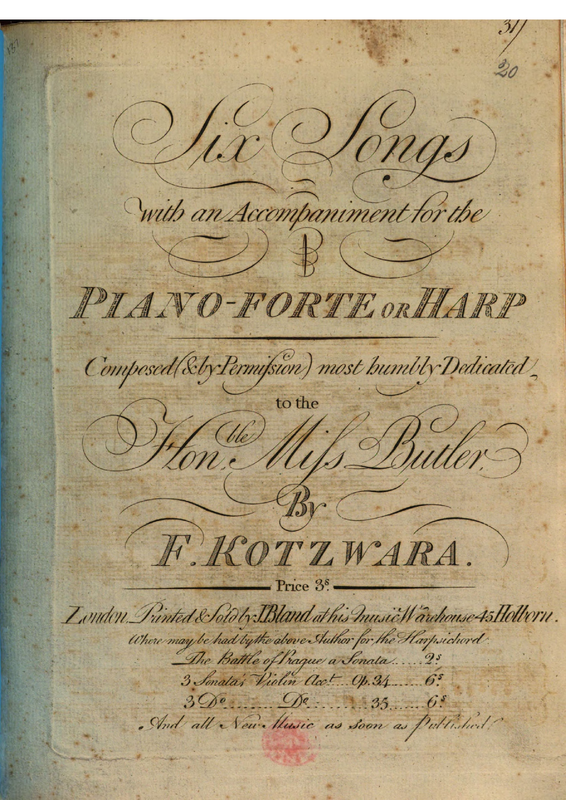 31
20
Six Songs
with an Accompaniment for the
PIANO-FORTE OR HARP
Composed (& by Permiſsion) most humbly Dedicated
to the
Hon.ble Miſs Butler.
By
F. KOTZWARA.
Price 3s.
London. Printed & Sold by J. Bland at his Music Warehouse 45 Holborn.
Where may be had by the above Author for the Harpsichord
The Battle of Prague a Sonata ..... 2s
3 Sonata's Violin Acct. Op. 34 ...... 6s
3 Do ........... Do ............ 35 ...... 6s
And all New Music as soon as Published.